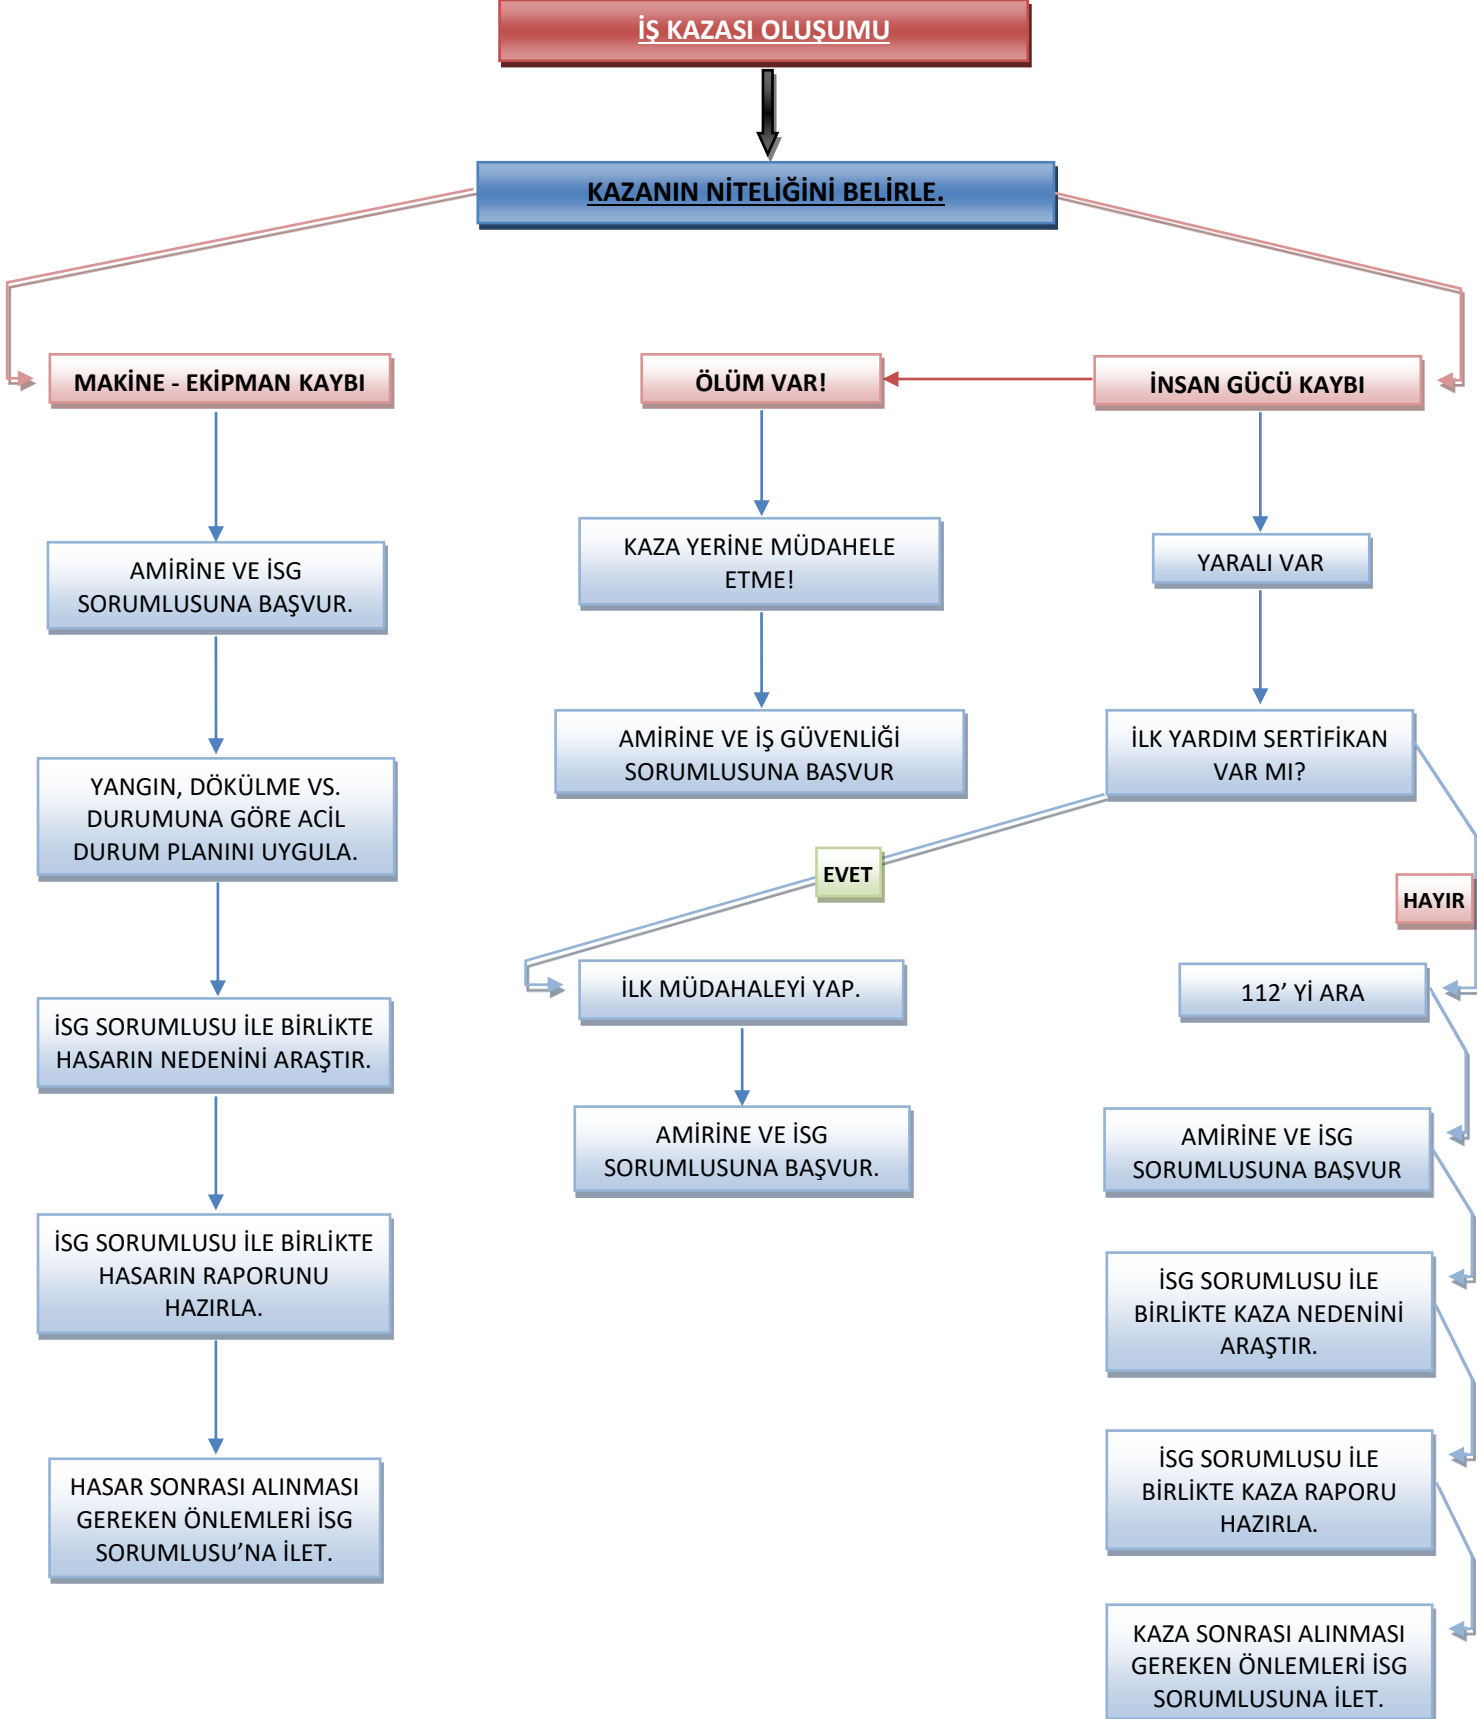 İŞ KAZASI OLUŞUMU
KAZANIN NİTELİĞİNİ BELİRLE.
MAKİNE - EKİPMAN KAYBI
AMİRİNE VE İSG
SORUMLUSUNA BAŞVUR.
YANGIN, DÖKÜLME VS.
DURUMUNA GÖRE ACİL
DURUM PLANINI UYGULA.
İSG SORUMLUSU İLE BİRLİKTE
HASARIN NEDENİNİ ARAŞTIR.
İSG SORUMLUSU İLE BİRLİKTE
HASARIN RAPORUNU
HAZIRLA.
HASAR SONRASI ALINMASI
GEREKEN ÖNLEMLERİ İSG
SORUMLUSU’NA İLET.
ÖLÜM VAR!
KAZA YERİNE MÜDAHELE
ETME!
AMİRİNE VE İŞ GÜVENLİĞİ
SORUMLUSUNA BAŞVUR
İNSAN GÜCÜ KAYBI
YARALI VAR
İLK YARDIM SERTİFİKAN
VAR MI?
EVET
İLK MÜDAHALEYİ YAP.
AMİRİNE VE İSG
SORUMLUSUNA BAŞVUR.
HAYIR
112’ Yİ ARA
AMİRİNE VE İSG
SORUMLUSUNA BAŞVUR
İSG SORUMLUSU İLE
BİRLİKTE KAZA NEDENİNİ
ARAŞTIR.
İSG SORUMLUSU İLE
BİRLİKTE KAZA RAPORU
HAZIRLA.
KAZA SONRASI ALINMASI
GEREKEN ÖNLEMLERİ İSG
SORUMLUSUNA İLET.